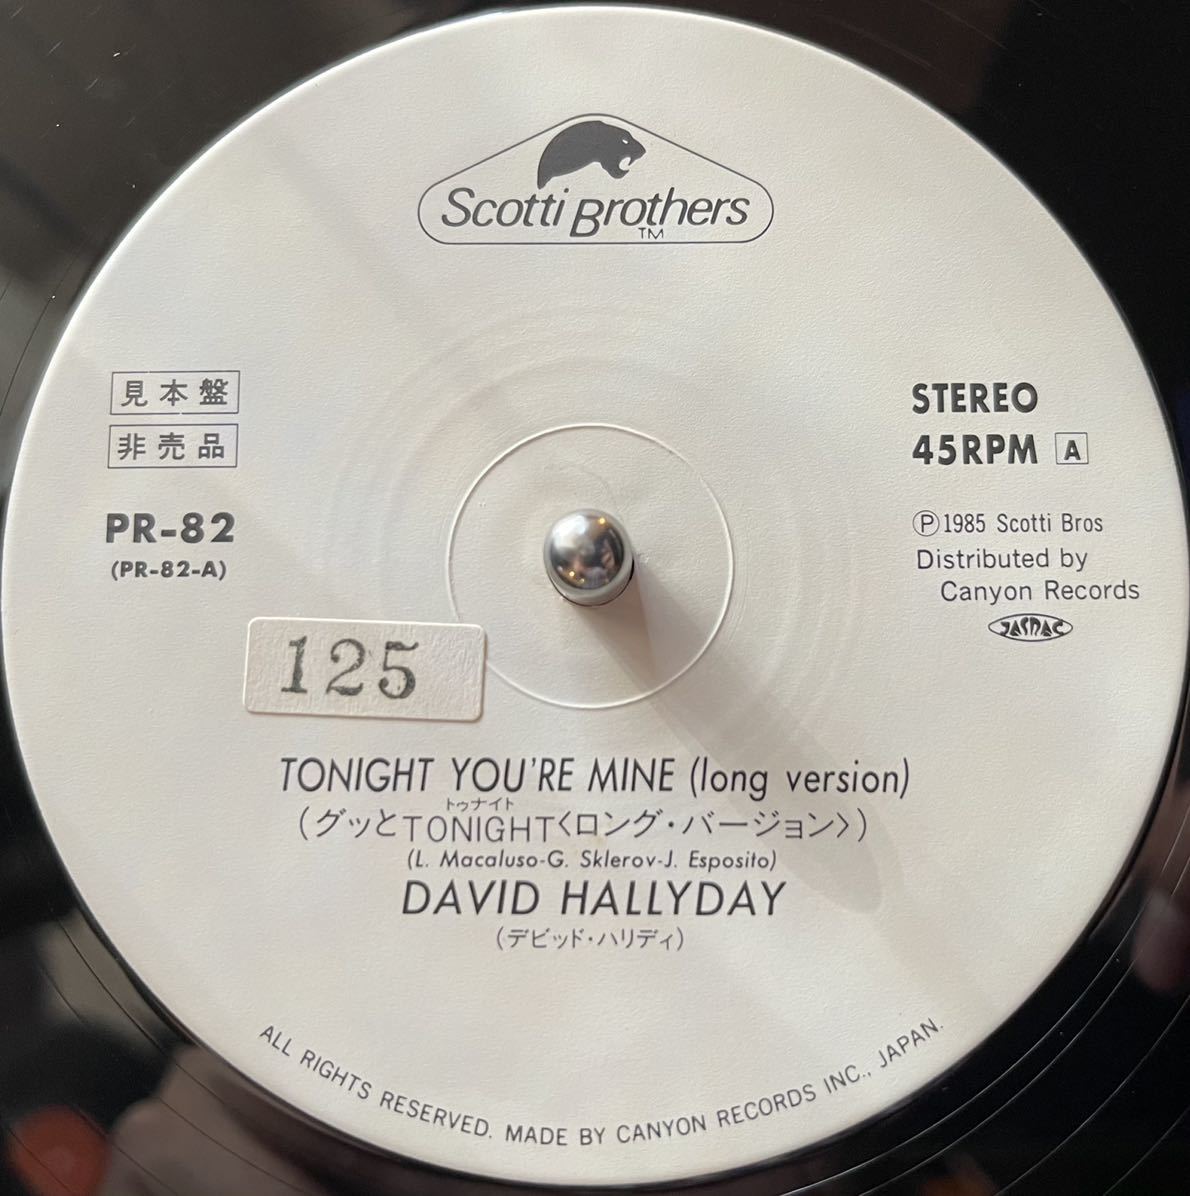 Scotti Brothers
TM
見本盤
非売品
PR-82
(PR-82-A)
STEREO
45RPM A
Ⓟ1985 Scotti Bros
Distributed by
Canyon Records
JASRAC
125
TONIGHT YOU'RE MINE (long version)
トゥナイト
(グッとTONIGHT<ロング・バージョン>)
(L. Macaluso-G. Sklerov-J. Esposito)
DAVID HALLYDAY
(デビッド・ハリディ)
ALL RIGHTS RESERVED. MADE BY CANYON RECORDS INC., JAPAN.